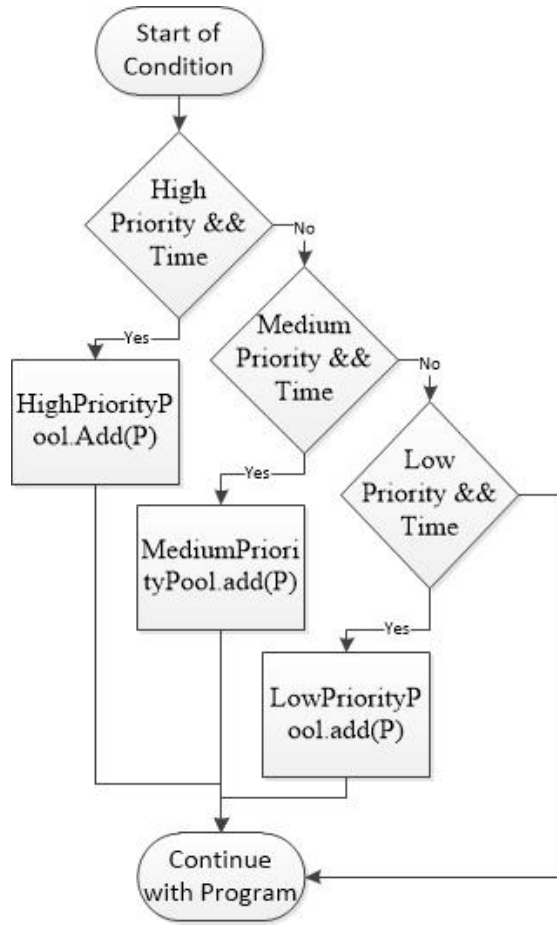 Start of
Condition
High
Priority &&
Time
No
Yes
Medium
Priority &&
Time
No
HighPriorityP
ool.Add(P)
Yes
Low
Priority &&
Time
MediumPriori
tyPool.add(P)
Yes
LowPriorityP
ool.add(P)
Continue
with Program